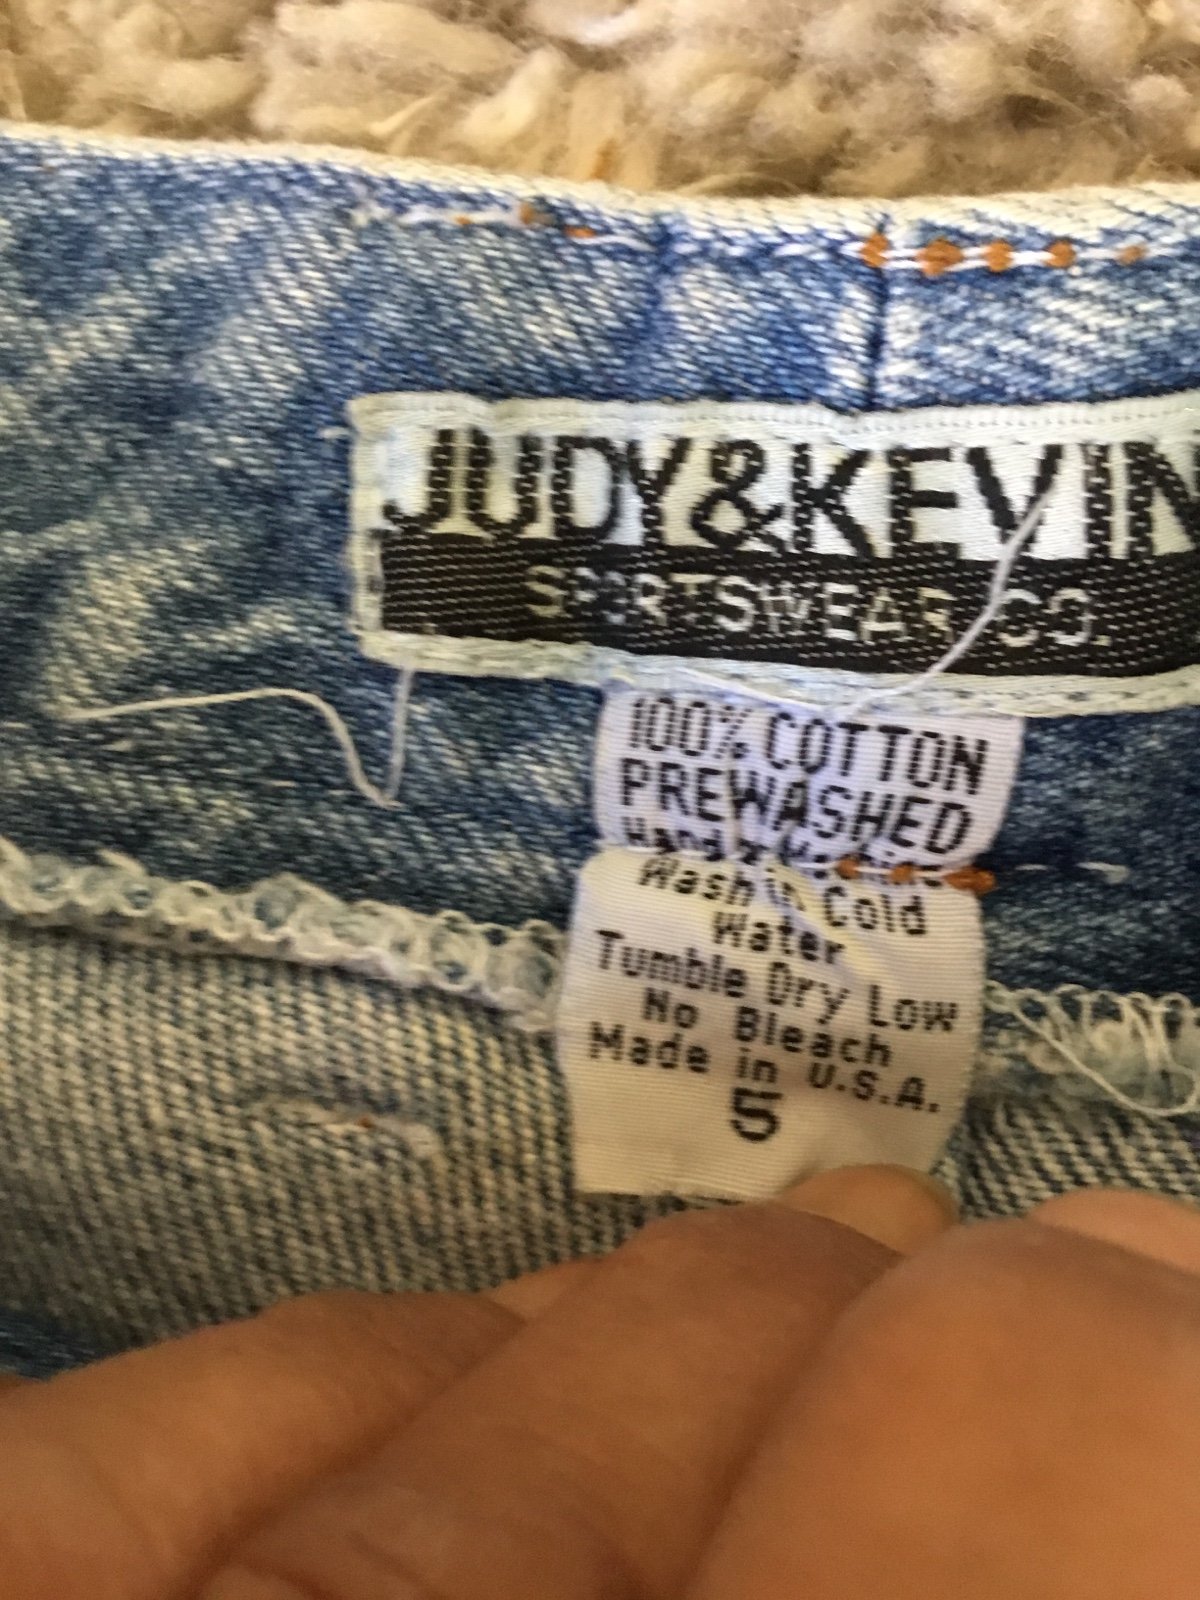 JUDY&KEVIN
SPORTSWEAR CO.
100% COTTON
PREWASHED
Hand
Wash in Cold
Water
Tumble Dry Low
No Bleach
Made in U.S.A.
5